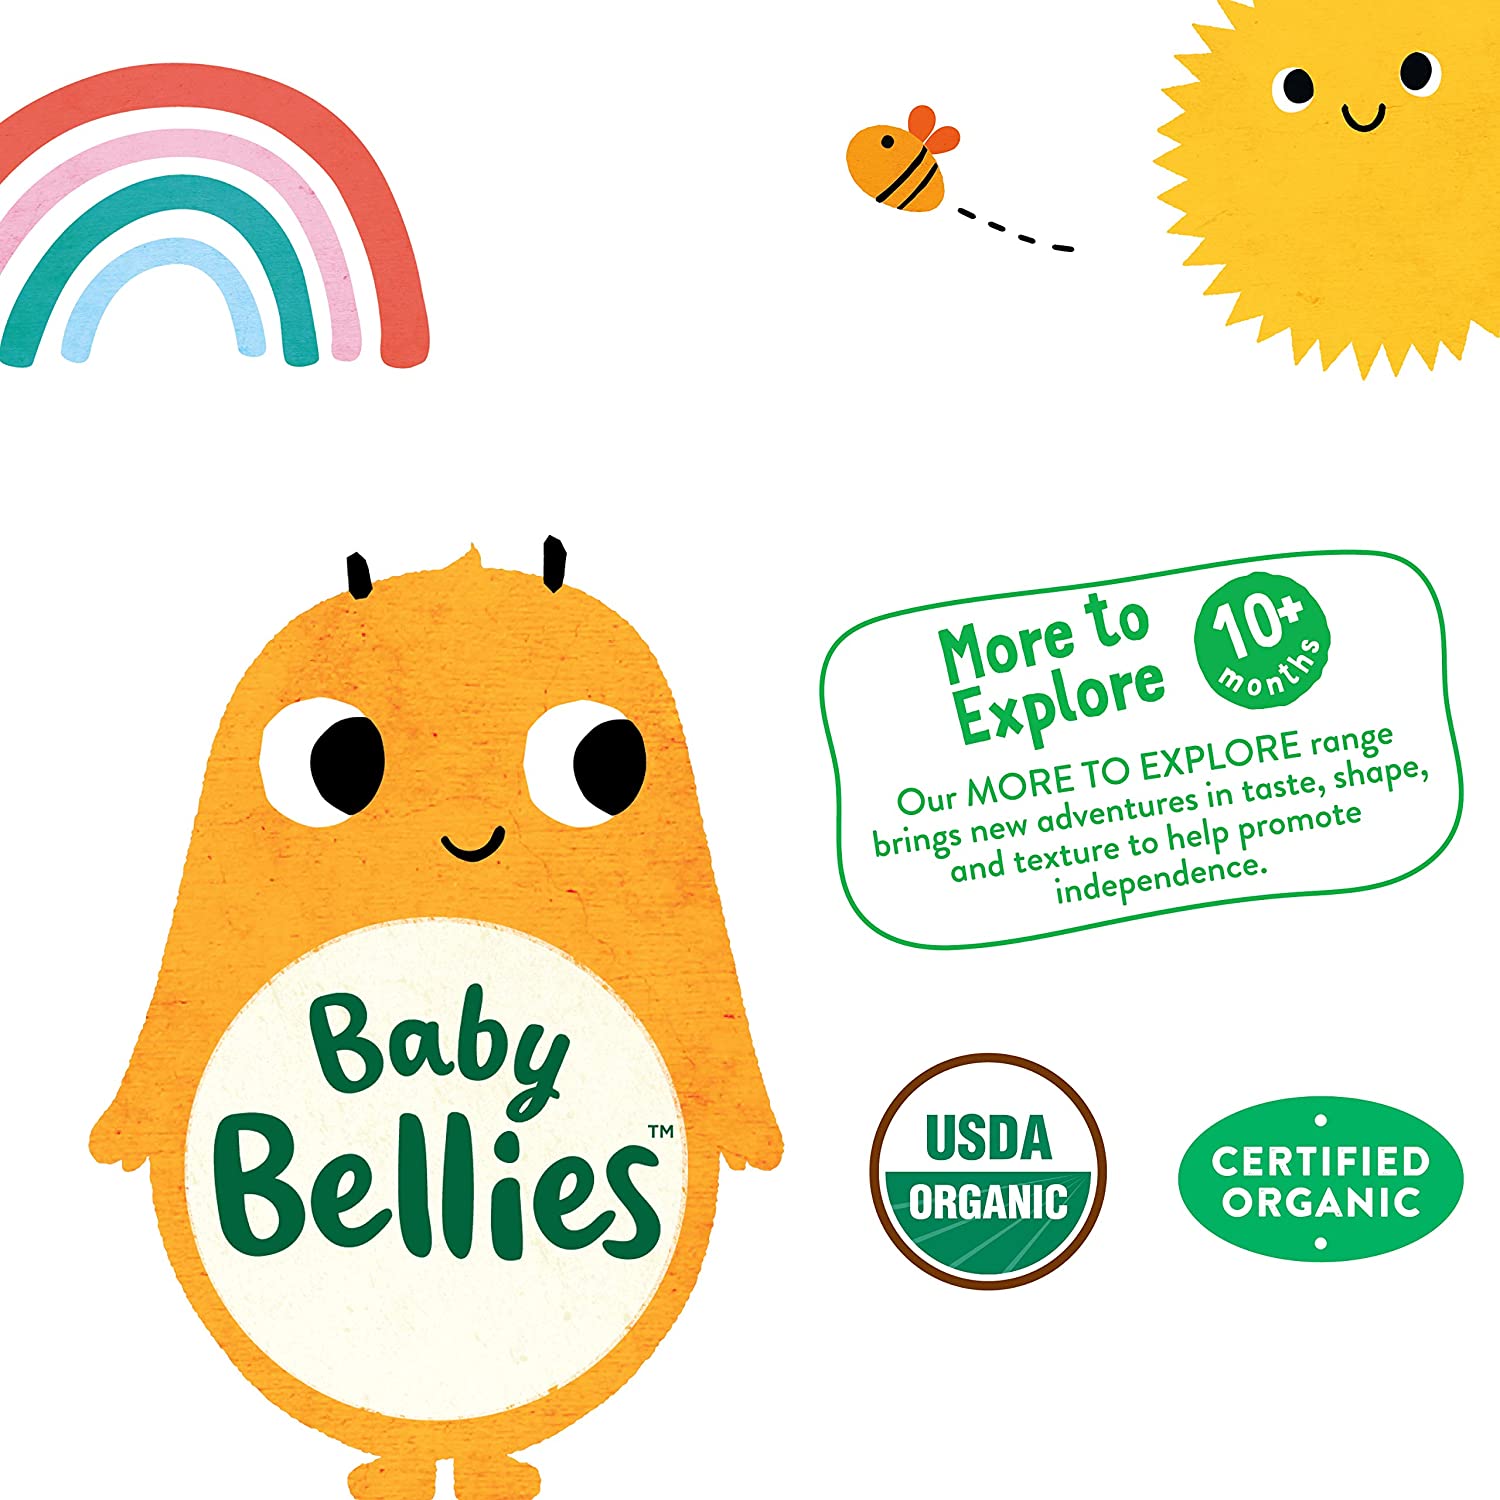 More to
Explore
10+
months
Our MORE TO EXPLORE range
brings new adventures in taste, shape,
and texture to help promote
independence.
Baby
Bellies™
USDA
ORGANIC
CERTIFIED
ORGANIC